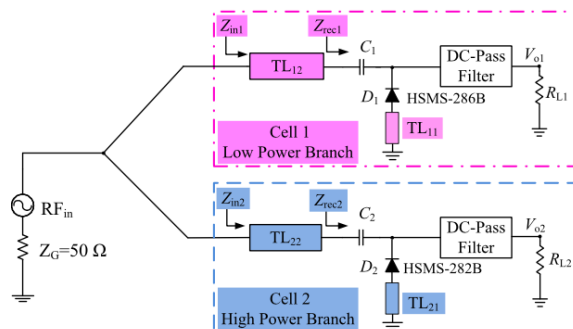 Zin1
Zrec1
C1
TL12
DC-Pass
Filter
Vo1
RL1
D1
HSMS-286B
TL11
Cell 1
Low Power Branch
RFin
ZG=50 Ω
Zin2
Zrec2
C2
TL22
DC-Pass
Filter
Vo2
RL2
D2
HSMS-282B
TL21
Cell 2
High Power Branch